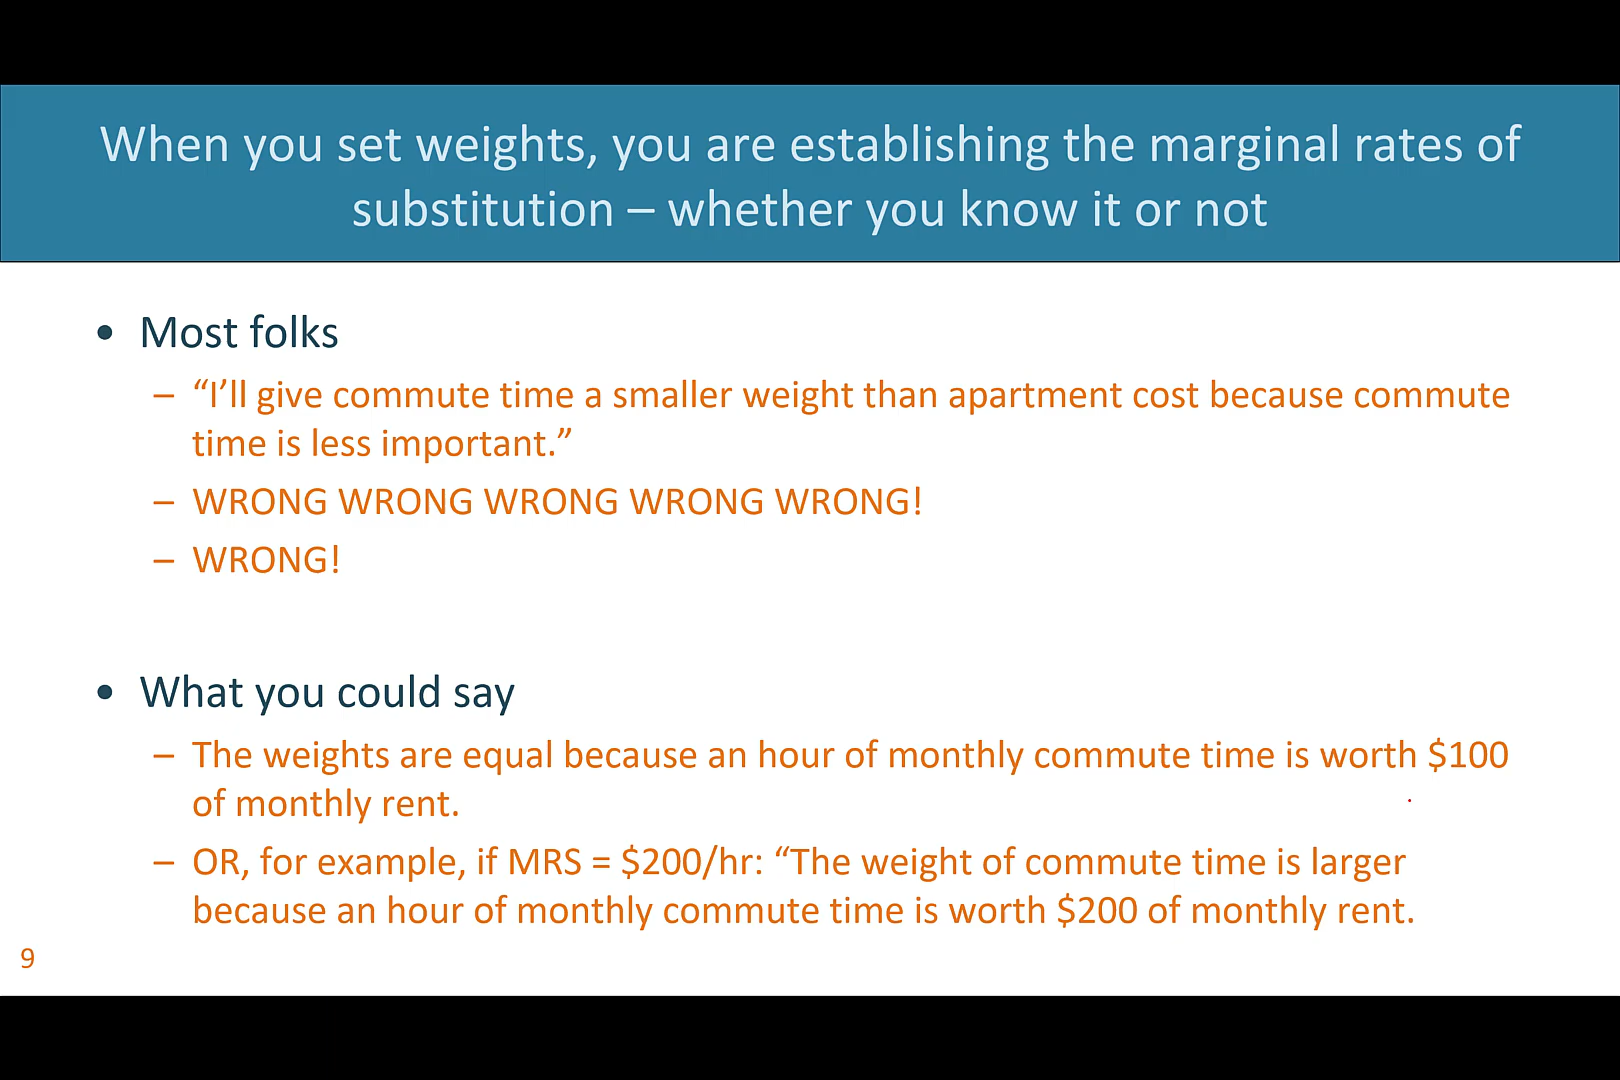 When you set weights, you are establishing the marginal rates of
substitution – whether you know it or not
• Most folks
– “I’ll give commute time a smaller weight than apartment cost because commute
time is less important.”
– WRONG WRONG WRONG WRONG WRONG!
– WRONG!
• What you could say
– The weights are equal because an hour of monthly commute time is worth $100
of monthly rent.
– OR, for example, if MRS = $200/hr: “The weight of commute time is larger
because an hour of monthly commute time is worth $200 of monthly rent.
9